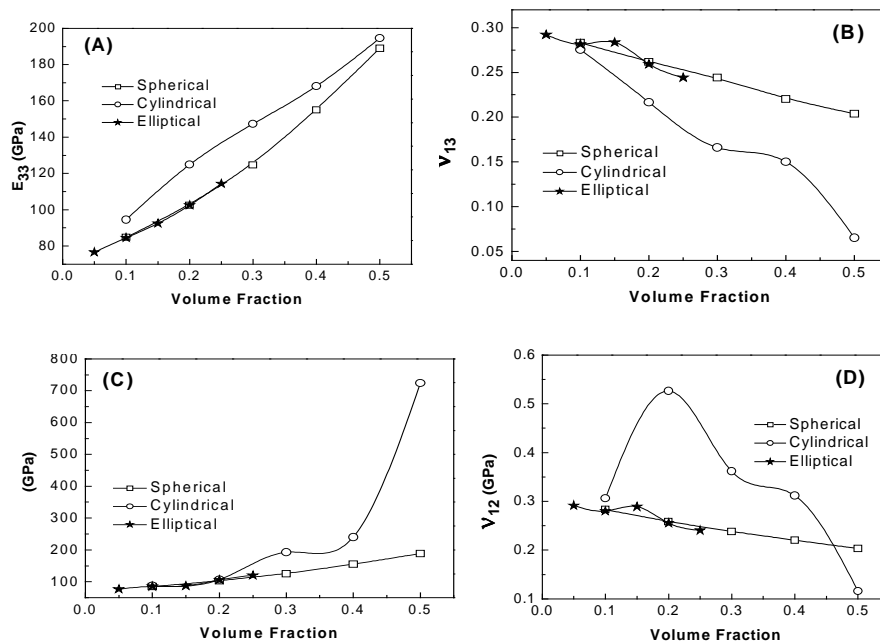 (A)
200
180
160
140
120
100
80
E33 (GPa)
Spherical
Cylindrical
Elliptical
0.0 0.1 0.2 0.3 0.4 0.5
Volume Fraction
(B)
0.30
0.25
0.20
0.15
0.10
0.05
ν13
Spherical
Cylindrical
Elliptical
0.0 0.1 0.2 0.3 0.4 0.5
Volume Fraction
(C)
800
700
600
500
400
300
200
100
(GPa)
Spherical
Cylindrical
Elliptical
0.0 0.1 0.2 0.3 0.4 0.5
Volume Fraction
(D)
0.6
0.5
0.4
0.3
0.2
0.1
ν12 (GPa)
Spherical
Cylindrical
Elliptical
0.0 0.1 0.2 0.3 0.4 0.5
Volume Fraction